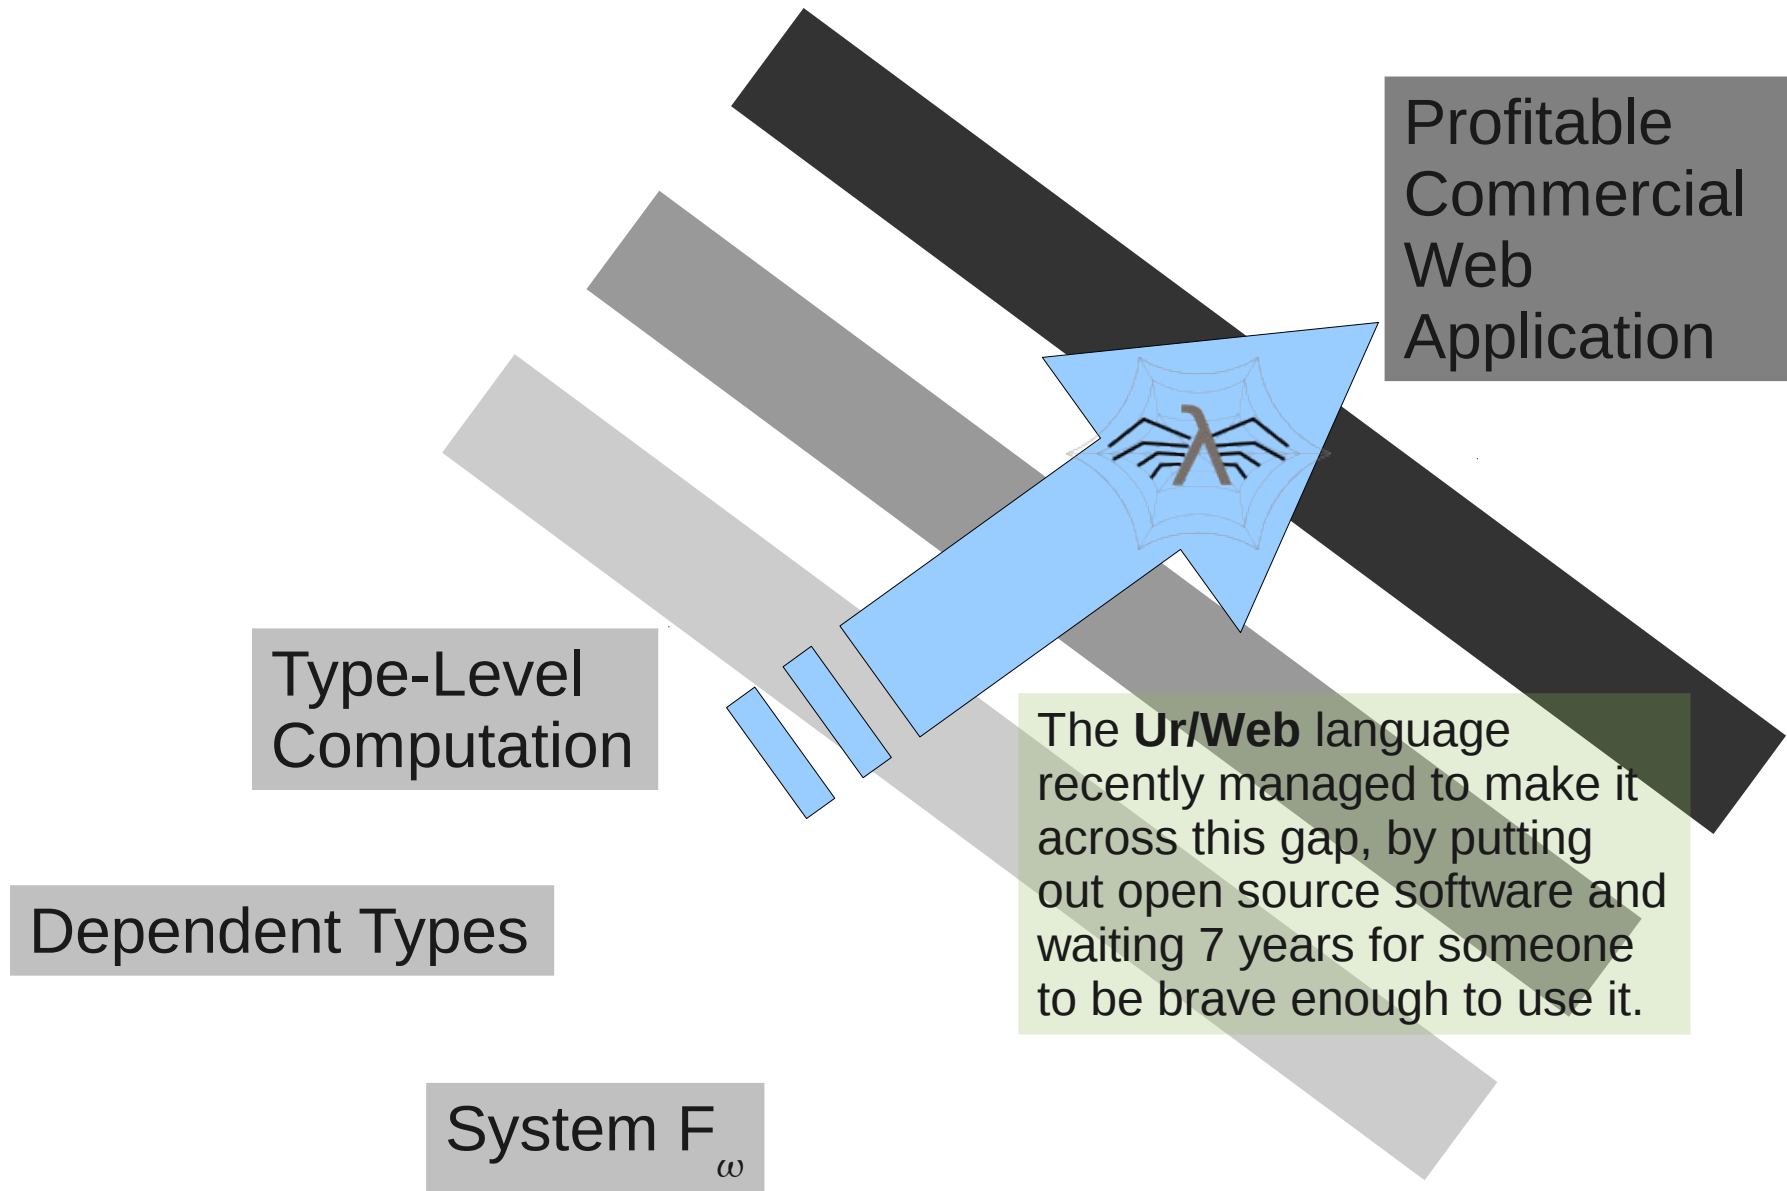 Profitable
Commercial
Web
Application
λ
Type-Level
Computation
The Ur/Web language
recently managed to make it
across this gap, by putting
out open source software and
waiting 7 years for someone
to be brave enough to use it.
Dependent Types
System Fω